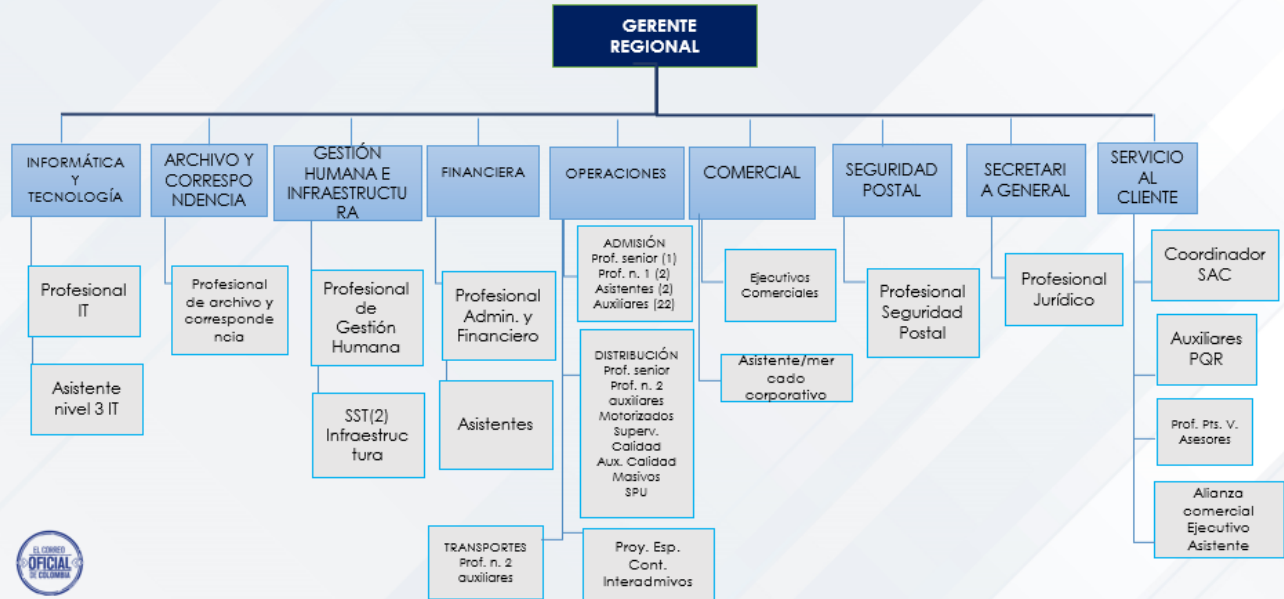 GERENTE
REGIONAL
INFORMÁTICA
Y
TECNOLOGÍA
ARCHIVO Y
CORRESPO
NDENCIA
GESTIÓN
HUMANA E
INFRAESTRUCTU
RA
FINANCIERA
OPERACIONES
COMERCIAL
SEGURIDAD
POSTAL
SECRETARI
A GENERAL
SERVICIO
AL
CLIENTE
Profesional
IT
Asistente
nivel 3 IT
Profesional
de archivo y
corresponde
ncia
Profesional
de
Gestión
Humana
SST(2)
Infraestruc
tura
Profesional
Admin. y
Financiero
Asistentes
ADMISIÓN
Prof. senior (1)
Prof. n. 1 (2)
Asistentes (2)
Auxiliares (22)
DISTRIBUCIÓN
Prof. senior
Prof. n. 2
auxiliares
Motorizados
Superv.
Calidad
Aux. Calidad
Masivos
SPU
TRANSPORTES
Prof. n. 2
auxiliares
Proy. Esp.
Cont.
Interadmivos
Ejecutivos
Comerciales
Asistente/mer
cado
corporativo
Profesional
Seguridad
Postal
Profesional
Jurídico
Coordinador
SAC
Auxiliares
PQR
Prof. Pts. V.
Asesores
Alianza
comercial
Ejecutivo
Asistente
EL CORREO
OFICIAL
DE COLOMBIA